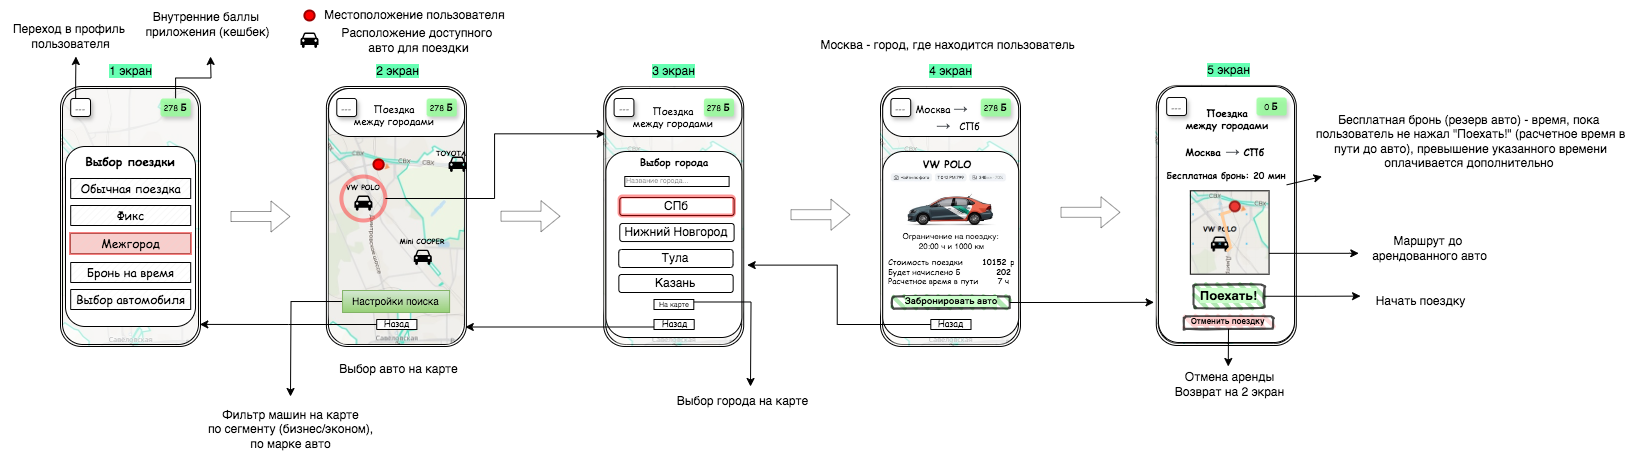 Переход в профиль
пользователя
Внутренние баллы
приложения (кешбек)
Местоположение пользователя
Расположение доступного
авто для поездки
Москва - город, где находится пользователь
1 экран
278 Б
Выбор поездки
Обычная поездка
Фикс
Межгород
Бронь на время
Выбор автомобиля
Савёловская
2 экран
Поездка
между городами
278 Б
СВХ
СВХ
TOYOTA
VW POLO
Mini COOPER
Настройки поиска
Назад
Савёловская
Выбор авто на карте
Фильтр машин на карте
по сегменту (бизнес/эконом),
по марке авто
3 экран
Поездка
между городами
278 Б
Выбор города
Название города...
СПб
Нижний Новгород
Тула
Казань
На карте
Назад
Выбор города на карте
4 экран
Москва →
→ СПб
278 Б
VW POLO
Ограничение на поездку:
20:00 ч и 1000 км
Стоимость поездки 10152 р
Будет начислено Б 202
Расчетное время в пути 7 ч
Забронировать авто
Назад
5 экран
0 Б
Поездка
между городами
Москва → СПб
Бесплатная бронь: 20 мин
VW POLO
Поехать!
Отменить поездку
Отмена аренды
Возврат на 2 экран
Бесплатная бронь (резерв авто) - время, пока
пользователь не нажал "Поехать!" (расчетное время в
пути до авто), превышение указанного времени
оплачивается дополнительно
Маршрут до
арендованного авто
Начать поездку